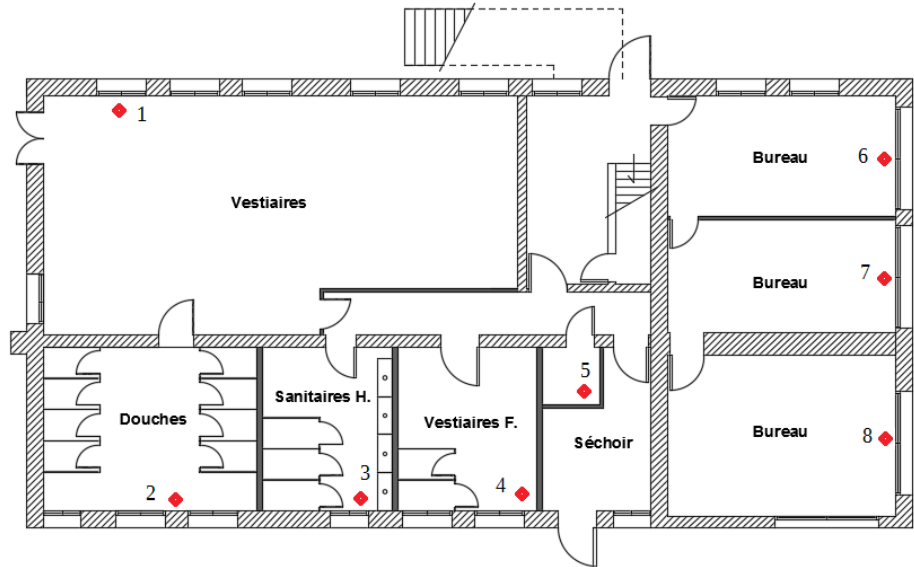 1
Bureau 6
Vestiaires
Bureau 7
5
Sanitaires H.
Douches
Vestiaires F.
Bureau 8
Séchoir
3
2
4